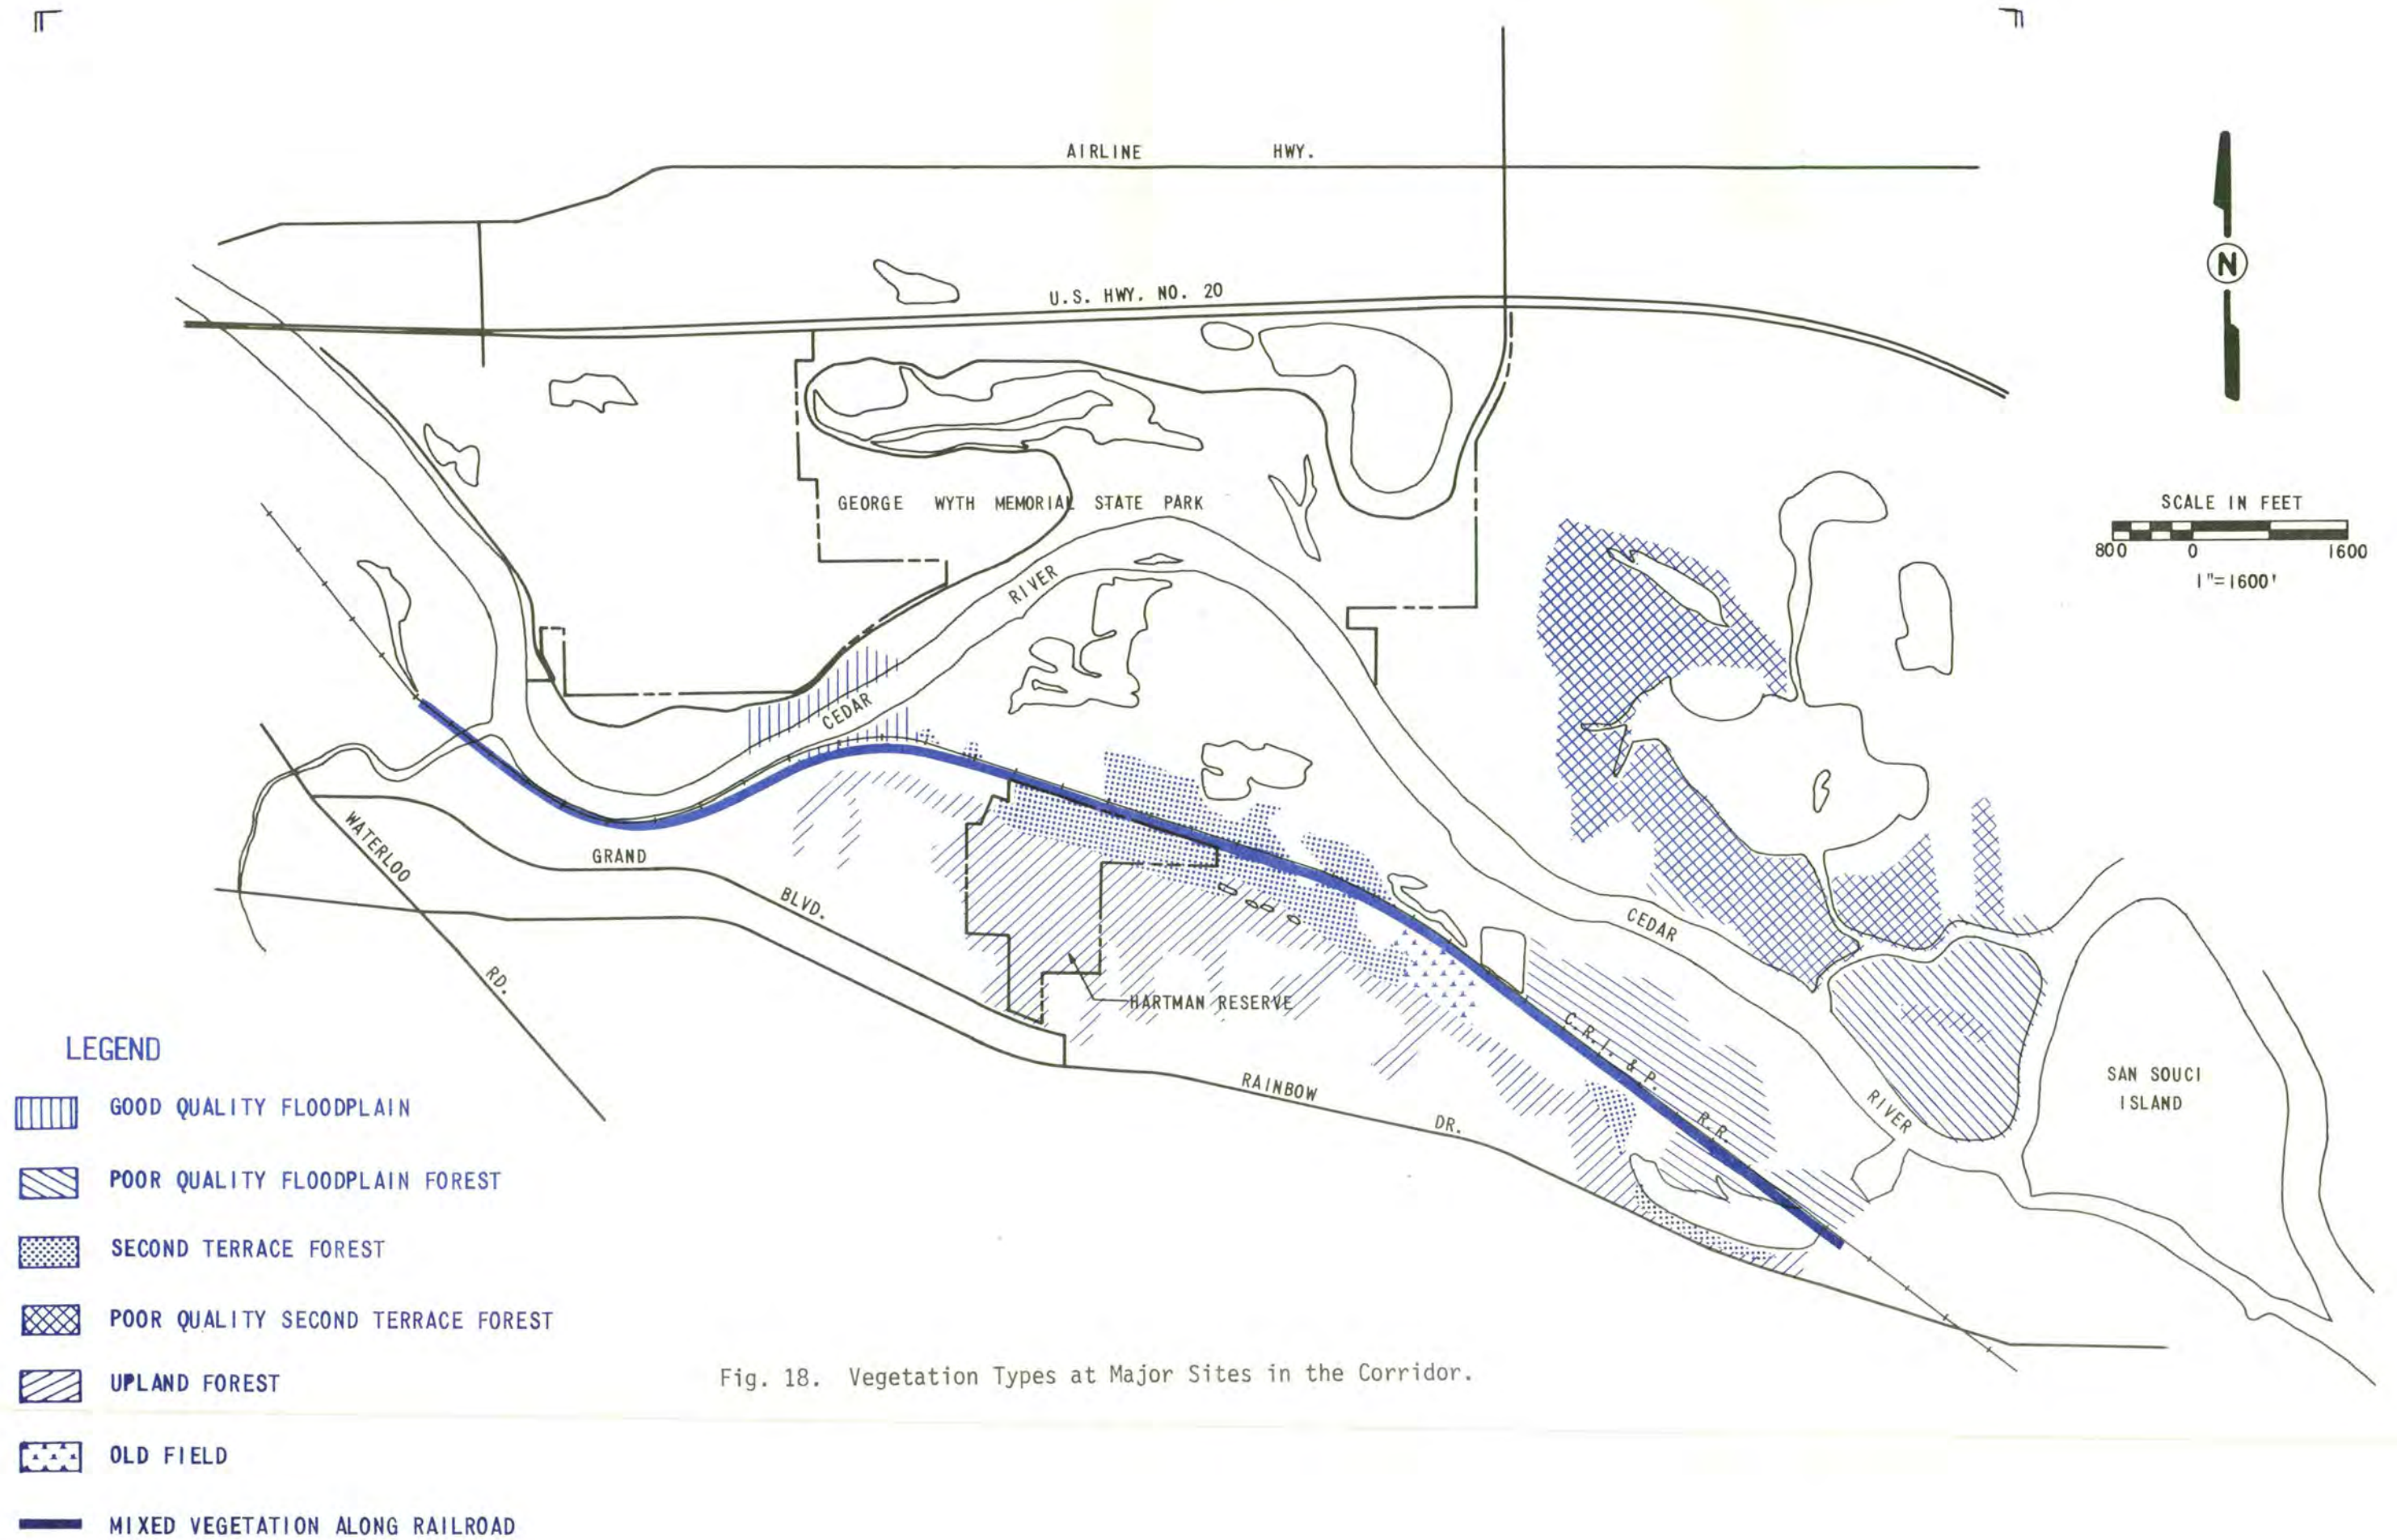 AIRLINE HWY.
U.S. HWY. NO. 20
N
SCALE IN FEET
800 0 1600
1"=1600'
GEORGE WYTH MEMORIAL STATE PARK
RIVER
CEDAR
WATERLOO
RD.
GRAND
BLVD.
HARTMAN RESERVE
CEDAR
RIVER
C.R.I. & P. R.R.
RAINBOW
DR.
SAN SOUCI
ISLAND
LEGEND
GOOD QUALITY FLOODPLAIN
POOR QUALITY FLOODPLAIN FOREST
SECOND TERRACE FOREST
POOR QUALITY SECOND TERRACE FOREST
UPLAND FOREST
OLD FIELD
MIXED VEGETATION ALONG RAILROAD
Fig. 18. Vegetation Types at Major Sites in the Corridor.